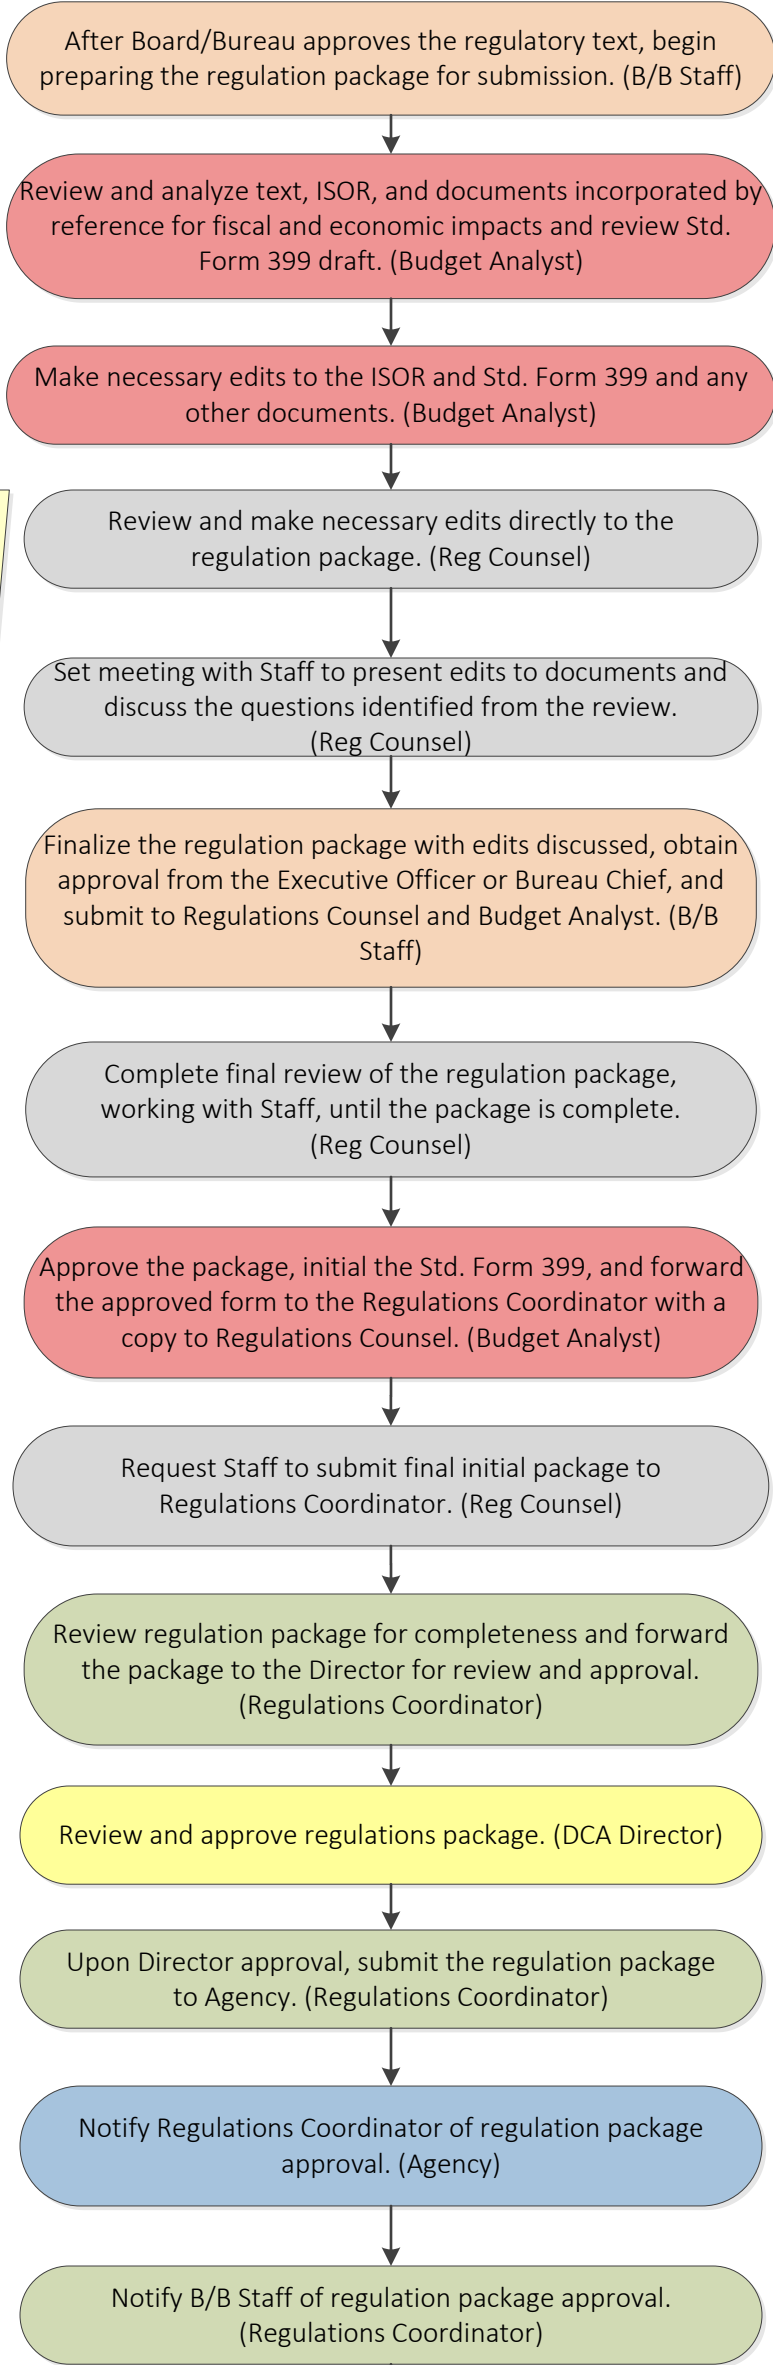 After Board/Bureau approves the regulatory text, begin
preparing the regulation package for submission. (B/B Staff)
Review and analyze text, ISOR, and documents incorporated by
reference for fiscal and economic impacts and review Std.
Form 399 draft. (Budget Analyst)
Make necessary edits to the ISOR and Std. Form 399 and any
other documents. (Budget Analyst)
Review and make necessary edits directly to the
regulation package. (Reg Counsel)
Set meeting with Staff to present edits to documents and
discuss the questions identified from the review.
(Reg Counsel)
Finalize the regulation package with edits discussed, obtain
approval from the Executive Officer or Bureau Chief, and
submit to Regulations Counsel and Budget Analyst. (B/B
Staff)
Complete final review of the regulation package,
working with Staff, until the package is complete.
(Reg Counsel)
Approve the package, initial the Std. Form 399, and forward
the approved form to the Regulations Coordinator with a
copy to Regulations Counsel. (Budget Analyst)
Request Staff to submit final initial package to
Regulations Coordinator. (Reg Counsel)
Review regulation package for completeness and forward
the package to the Director for review and approval.
(Regulations Coordinator)
Review and approve regulations package. (DCA Director)
Upon Director approval, submit the regulation package
to Agency. (Regulations Coordinator)
Notify Regulations Coordinator of regulation package
approval. (Agency)
Notify B/B Staff of regulation package approval.
(Regulations Coordinator)